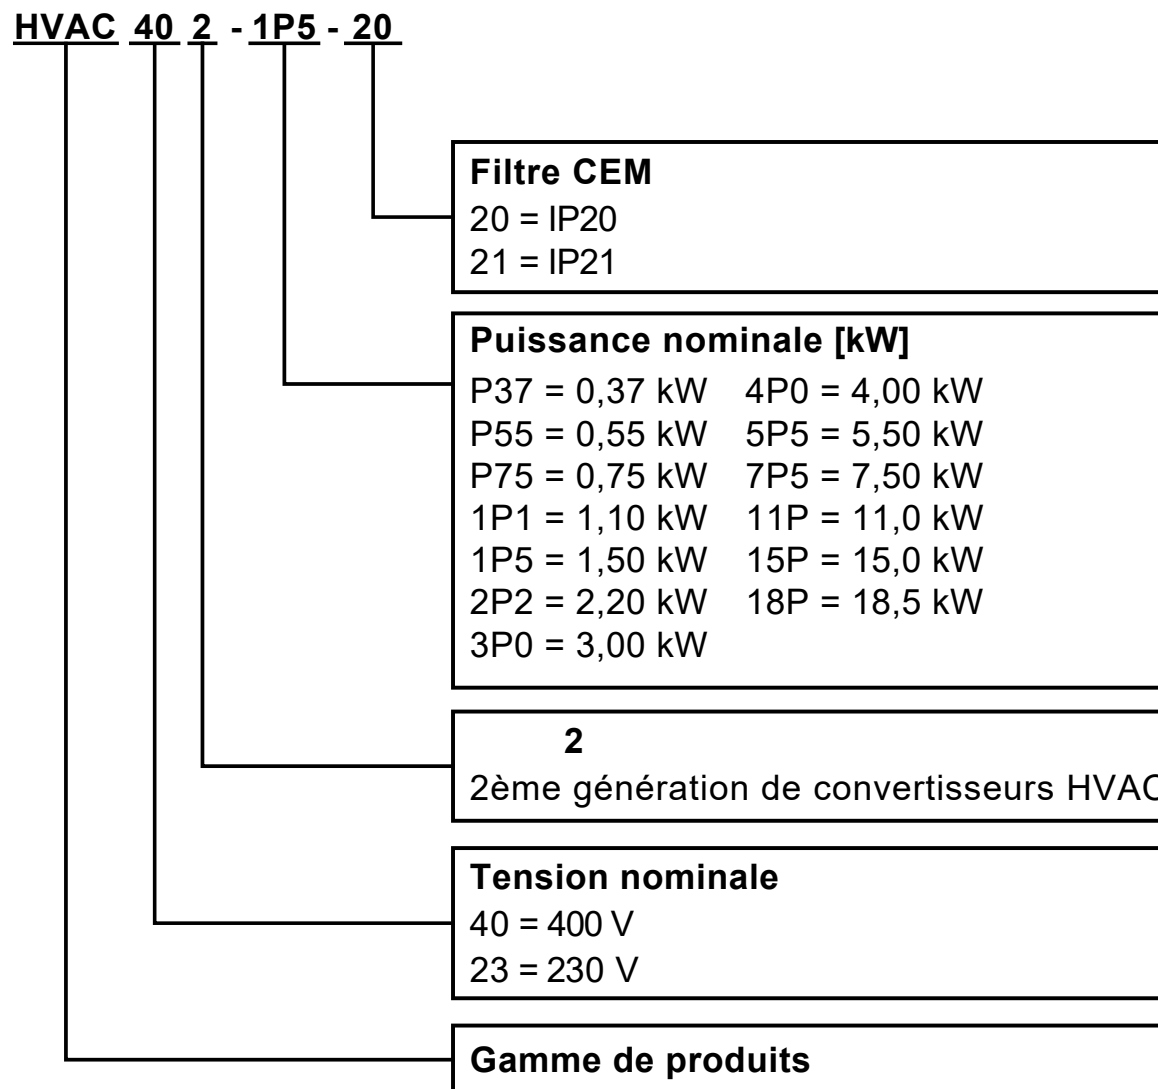 HVAC 40 2 - 1P5 - 20
Filtre CEM
20 = IP20
21 = IP21
Puissance nominale [kW]
P37 = 0,37 kW 4P0 = 4,00 kW
P55 = 0,55 kW 5P5 = 5,50 kW
P75 = 0,75 kW 7P5 = 7,50 kW
1P1 = 1,10 kW 11P = 11,0 kW
1P5 = 1,50 kW 15P = 15,0 kW
2P2 = 2,20 kW 18P = 18,5 kW
3P0 = 3,00 kW
2
2ème génération de convertisseurs HVAC
Tension nominale
40 = 400 V
23 = 230 V
Gamme de produits